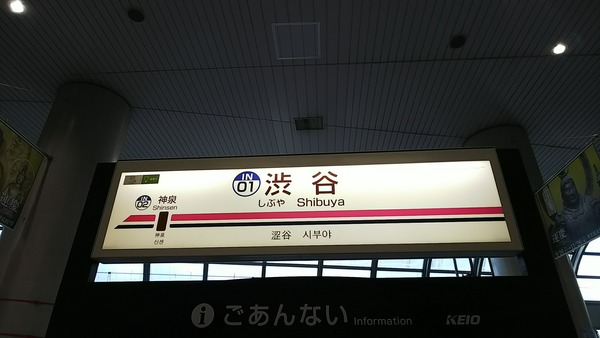 IN
01
渋谷
しぶや Shibuya
IN
02
神泉
Shinsen
神泉
신센
涩谷 시부야
i ごあんない Information
KEIO